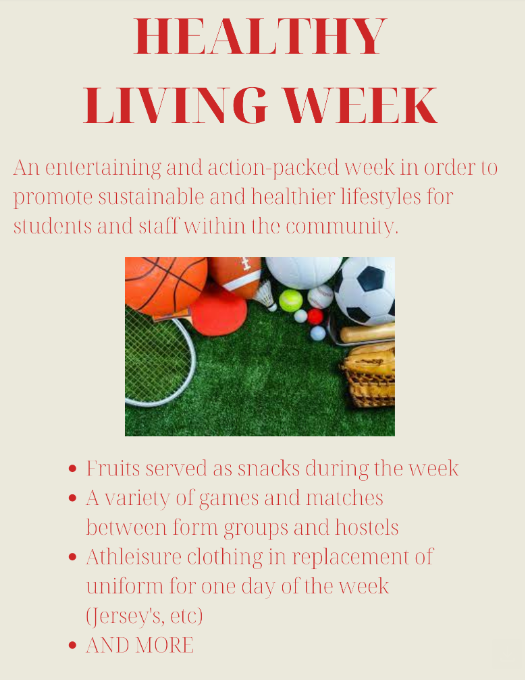 HEALTHY
LIVING WEEK
An entertaining and action-packed week in order to
promote sustainable and healthier lifestyles for
students and staff within the community.
• Fruits served as snacks during the week
• A variety of games and matches
between form groups and hostels
• Athleisure clothing in replacement of
uniform for one day of the week
(Jersey's, etc)
• AND MORE